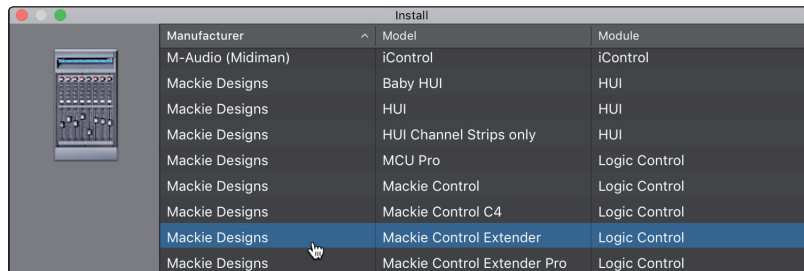 Install
Manufacturer Model Module
M-Audio (Midiman) iControl iControl
Mackie Designs Baby HUI HUI
Mackie Designs HUI HUI
Mackie Designs HUI Channel Strips only HUI
Mackie Designs MCU Pro Logic Control
Mackie Designs Mackie Control Logic Control
Mackie Designs Mackie Control C4 Logic Control
Mackie Designs Mackie Control Extender Logic Control
Mackie Designs Mackie Control Extender Pro Logic Control